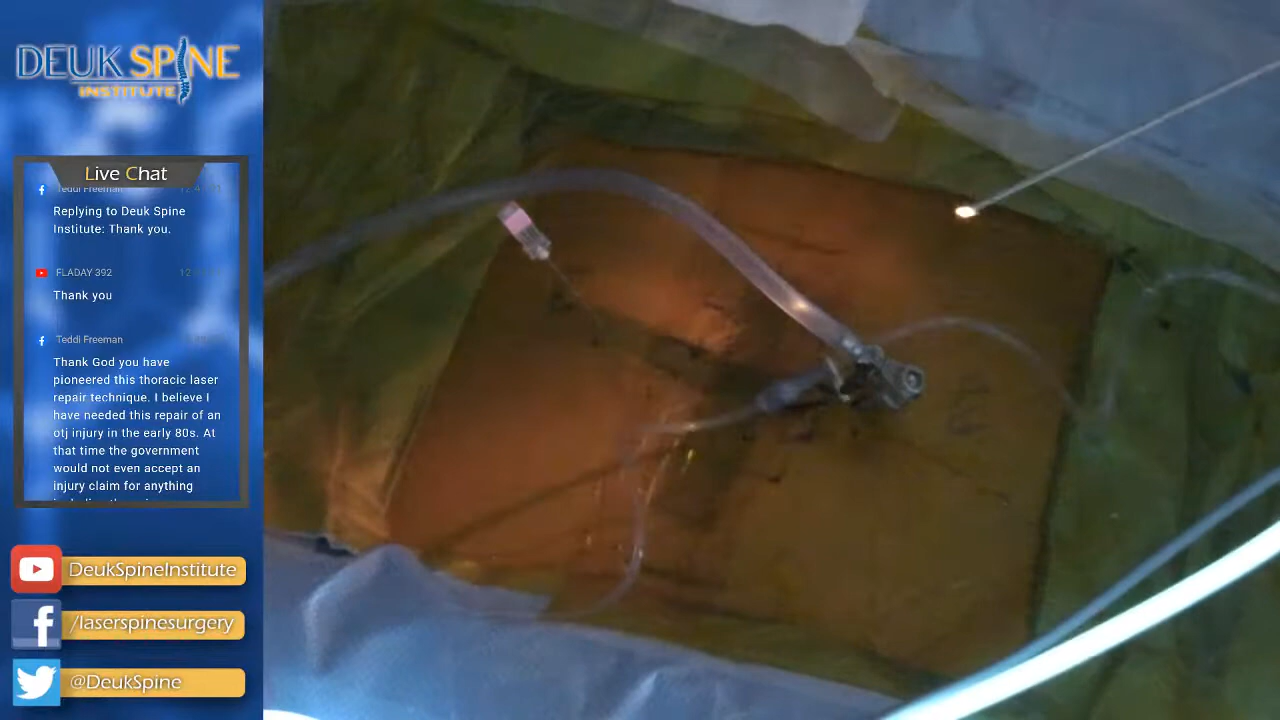 DEUK SPINE
INSTITUTE
Live Chat
Teddi Freeman
Replying to Deuk Spine
Institute: Thank you.
FLADAY 392
Thank you
Teddi Freeman
Thank God you have
pioneered this thoracic laser
repair technique. I believe I
have needed this repair of an
otj injury in the early 80s. At
that time the government
would not even accept an
injury claim for anything
DeukSpineInstitute
/laserspinesurgery
@DeukSpine